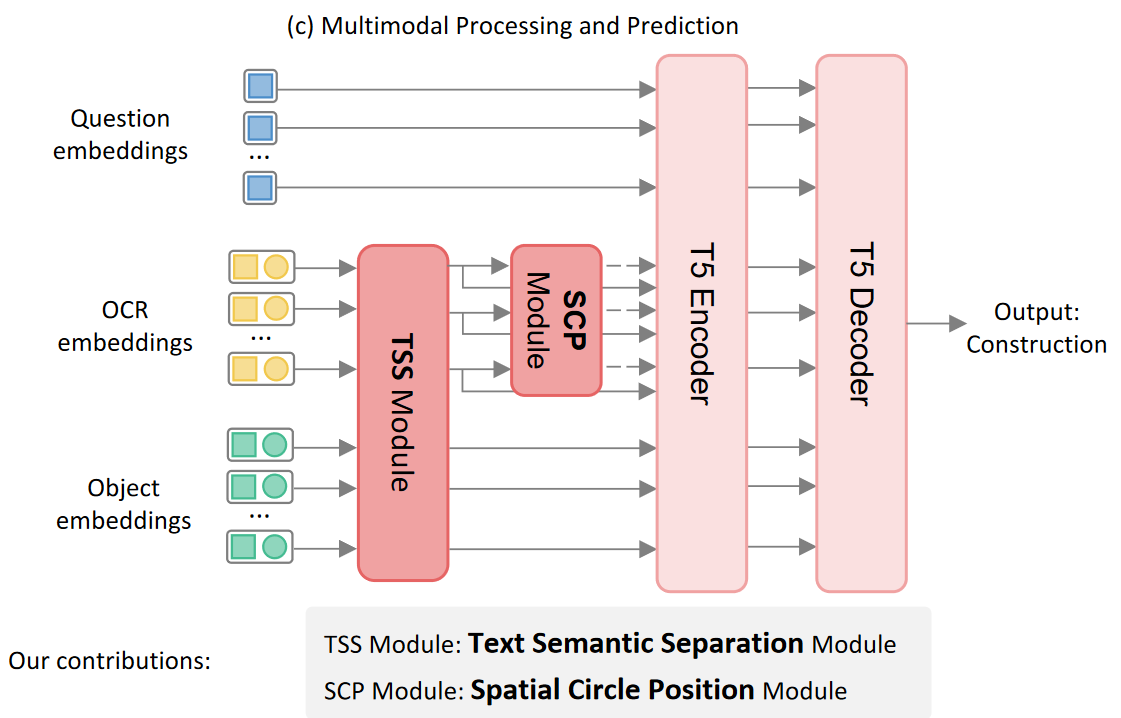 (c) Multimodal Processing and Prediction
Question
embeddings
...
OCR
embeddings
...
Object
embeddings
...
TSS Module
SCP
Module
T5 Encoder
T5 Decoder
Output:
Construction
Our contributions:
TSS Module: Text Semantic Separation Module
SCP Module: Spatial Circle Position Module